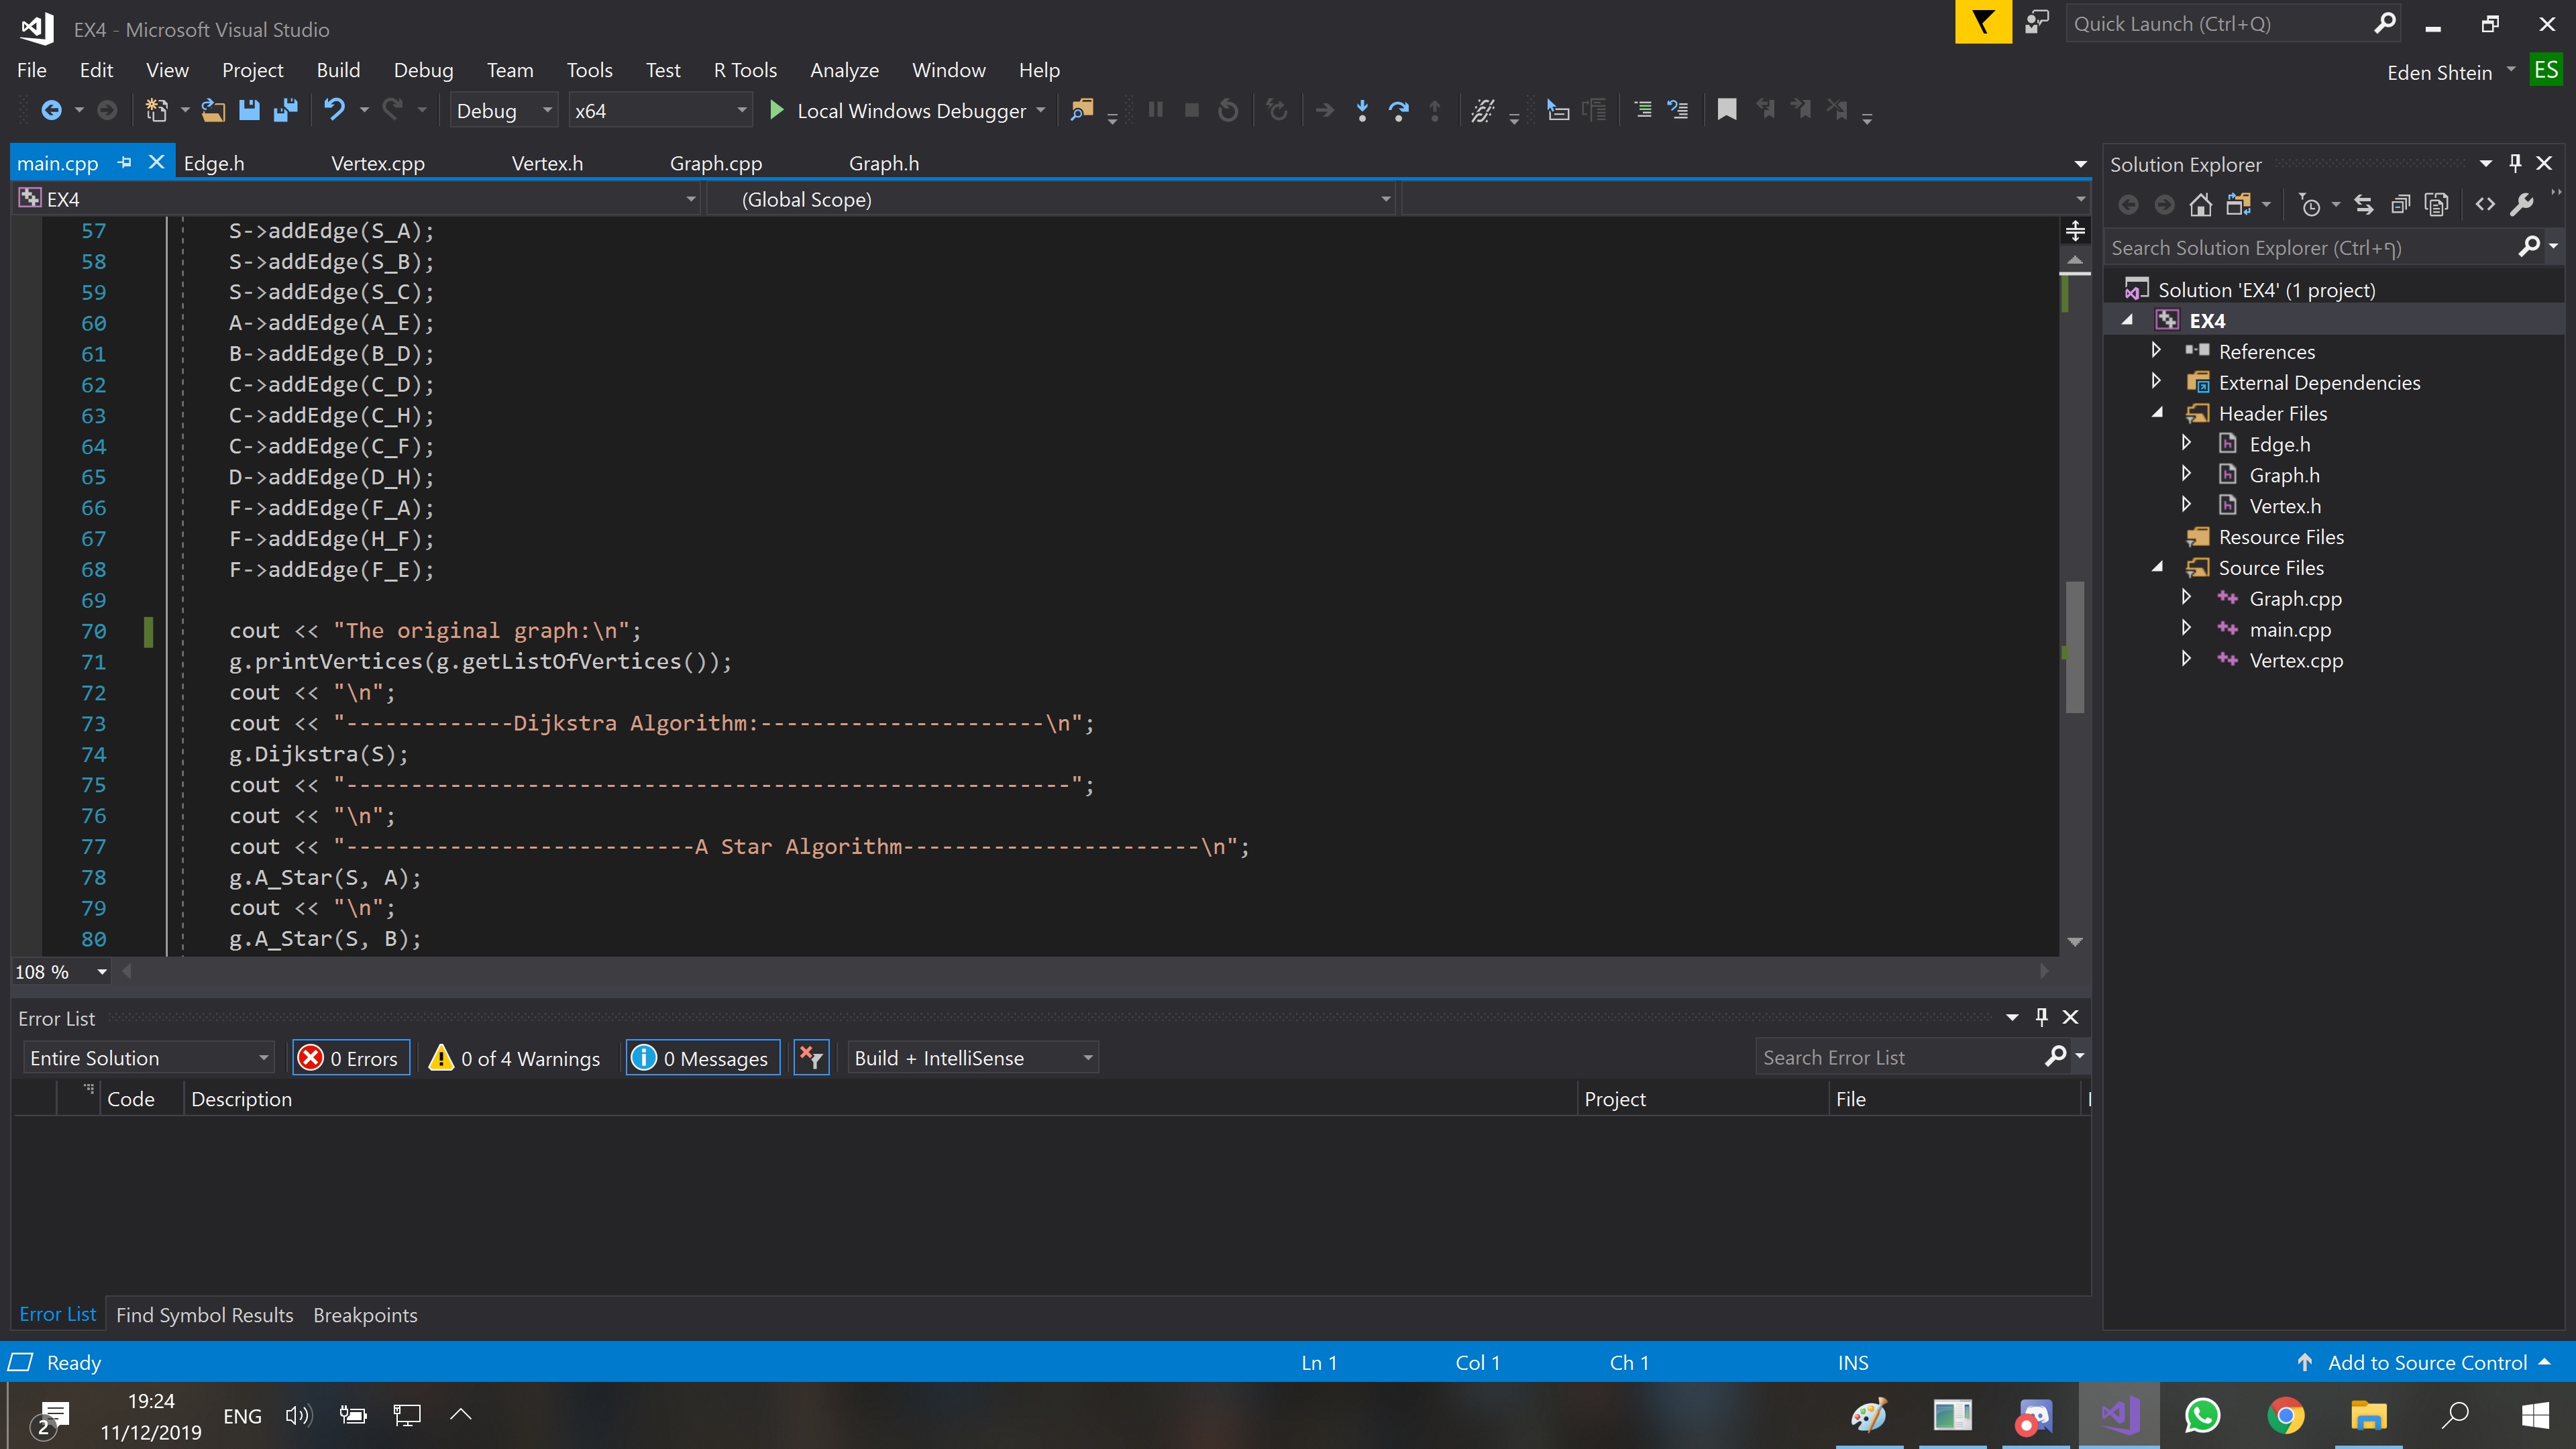 EX4 - Microsoft Visual Studio
Quick Launch (Ctrl+Q)
File Edit View Project Build Debug Team Tools Test R Tools Analyze Window Help
Eden Shtein ES
Debug x64 Local Windows Debugger
main.cpp Edge.h Vertex.cpp Vertex.h Graph.cpp Graph.h
EX4 (Global Scope)
57 S->addEdge(S_A);
58 S->addEdge(S_B);
59 S->addEdge(S_C);
60 A->addEdge(A_E);
61 B->addEdge(B_D);
62 C->addEdge(C_D);
63 C->addEdge(C_H);
64 C->addEdge(C_F);
65 D->addEdge(D_H);
66 F->addEdge(F_A);
67 F->addEdge(H_F);
68 F->addEdge(F_E);
69
70 cout << "The original graph:\n";
71 g.printVertices(g.getListOfVertices());
72 cout << "\n";
73 cout << "-------------Dijkstra Algorithm:----------------------\n";
74 g.Dijkstra(S);
75 cout << "--------------------------------------------------------";
76 cout << "\n";
77 cout << "---------------------------A Star Algorithm-----------------------\n";
78 g.A_Star(S, A);
79 cout << "\n";
80 g.A_Star(S, B);
108 %
Error List
Entire Solution 0 Errors 0 of 4 Warnings 0 Messages Build + IntelliSense Search Error List
Code Description Project File
Error List Find Symbol Results Breakpoints
Solution Explorer
Search Solution Explorer (Ctrl+ף)
Solution 'EX4' (1 project)
EX4
References
External Dependencies
Header Files
Edge.h
Graph.h
Vertex.h
Resource Files
Source Files
Graph.cpp
main.cpp
Vertex.cpp
Ready Ln 1 Col 1 Ch 1 INS Add to Source Control
2 19:24 ENG
11/12/2019